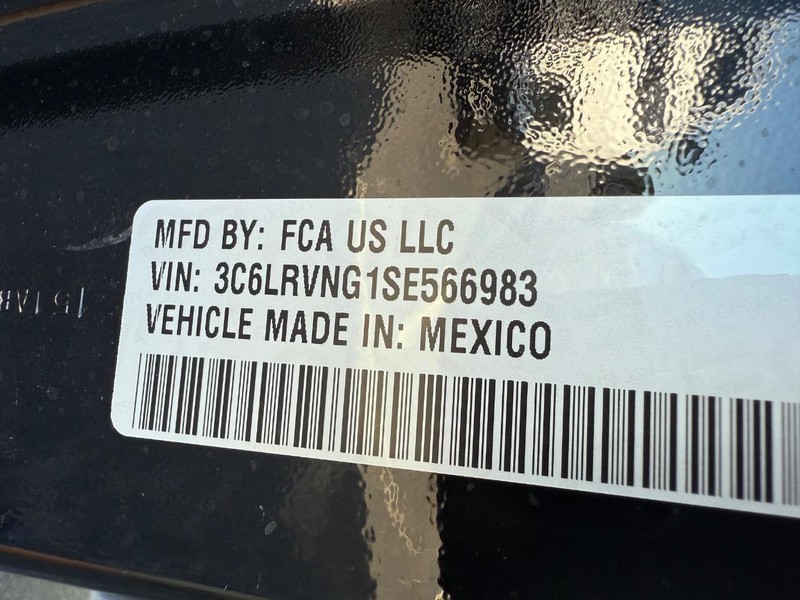 MFD BY: FCA US LLC
VIN: 3C6LRVNG1SE566983
VEHICLE MADE IN: MEXICO